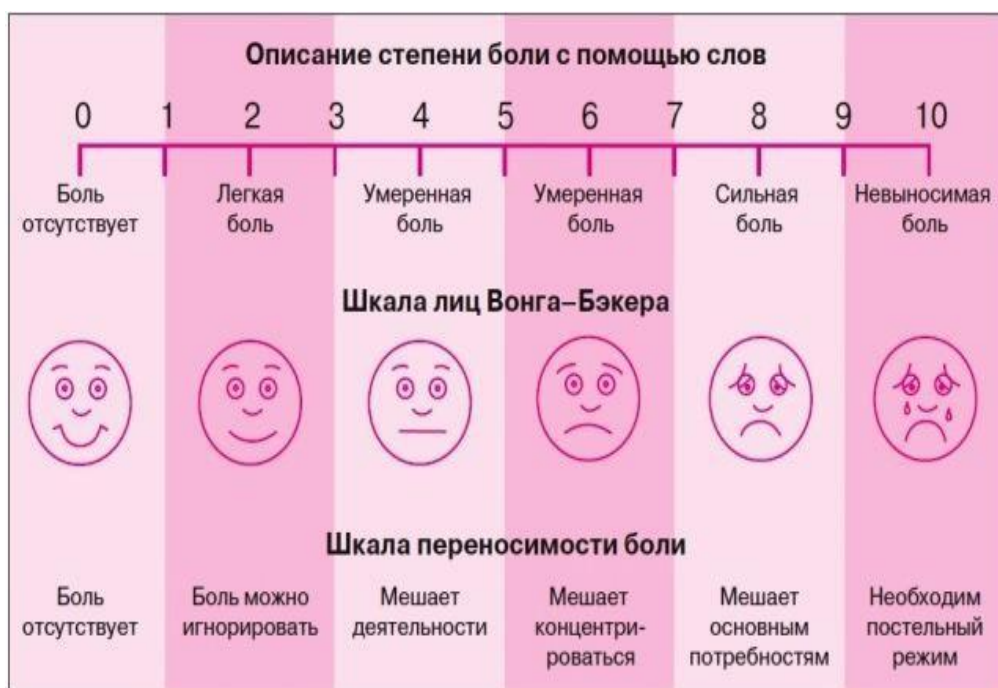 Описание степени боли с помощью слов
0 1 2 3 4 5 6 7 8 9 10
Боль отсутствует
Легкая боль
Умеренная боль
Умеренная боль
Сильная боль
Невыносимая боль
Шкала лиц Вонга–Бэкера
Шкала переносимости боли
Боль
отсутствует
Боль можно
игнорировать
Мешает
деятельности
Мешает
концентри-
роваться
Мешает
основным
потребностям
Необходим
постельный
режим